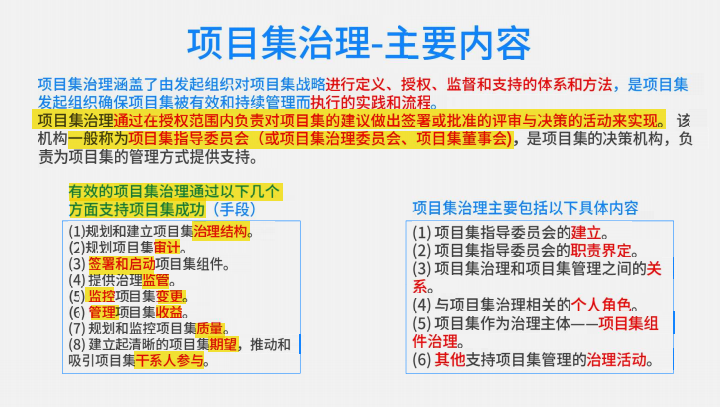 项目集治理-主要内容
项目集治理涵盖了由发起组织对项目集战略进行定义、授权、监督和支持的体系和方法，是项目集
发起组织确保项目集被有效和持续管理而执行的实践和流程。
项目集治理通过在授权范围内负责对项目集的建议做出签署或批准的评审与决策的活动来实现。 该
机构一般称为项目集指导委员会（或项目集治理委员会、项目集董事会），是项目集的决策机构，负
责为项目集的管理方式提供支持。
有效的项目集治理通过以下几个
方面支持项目集成功（手段）
(1)规划和建立项目集治理结构。
(2)规划项目集审计。
(3) 签署和启动项目集组件。
(4) 提供治理监管。
(5) 监控项目集变更。
(6) 管理项目集收益。
(7) 规划和监控项目集质量。
(8) 建立起清晰的项目集期望，推动和
吸引项目集干系人参与。
项目集治理主要包括以下具体内容
(1) 项目集指导委员会的建立。
(2) 项目集指导委员会的职责界定。
(3) 项目集治理和项目集管理之间的关
系。
(4) 与项目集治理相关的个人角色。
(5) 项目集作为治理主体——项目集组
件治理。
(6) 其他支持项目集管理的治理活动。